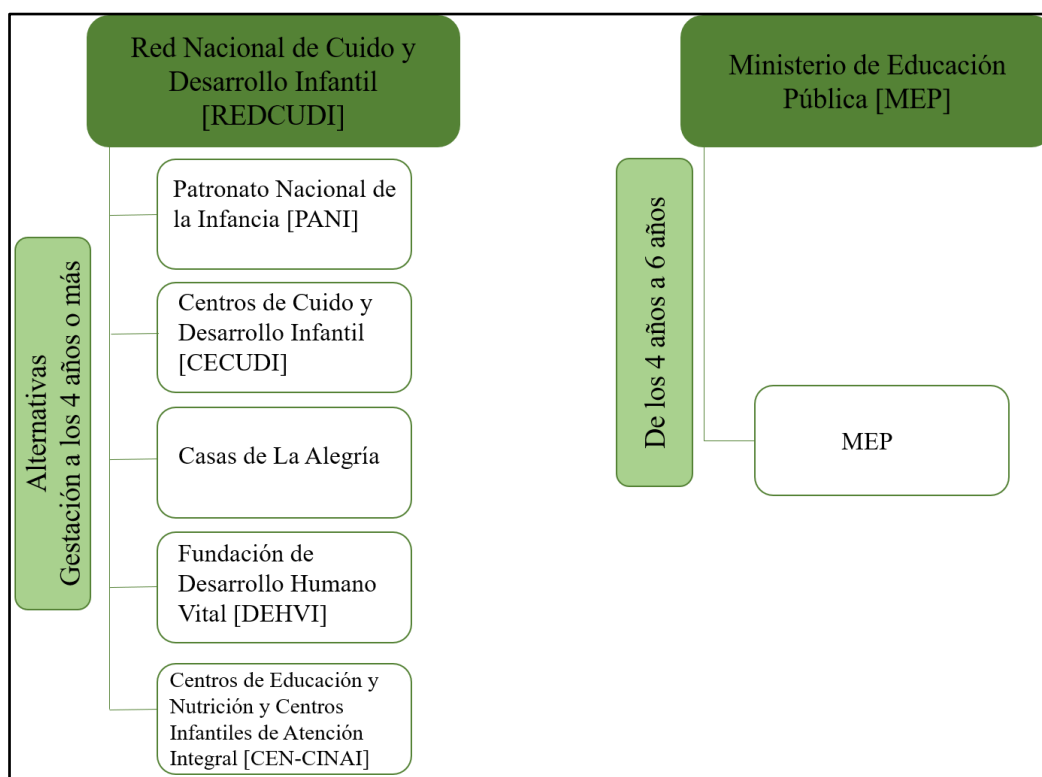 Red Nacional de Cuido y
Desarrollo Infantil
[REDCUDI]
Alternativas
Gestación a los 4 años o más
Patronato Nacional de
la Infancia [PANI]
Centros de Cuido y
Desarrollo Infantil
[CECUDI]
Casas de La Alegría
Fundación de
Desarrollo Humano
Vital [DEHVI]
Centros de Educación y
Nutrición y Centros
Infantiles de Atención
Integral [CEN-CINAI]
Ministerio de Educación
Pública [MEP]
De los 4 años a 6 años
MEP